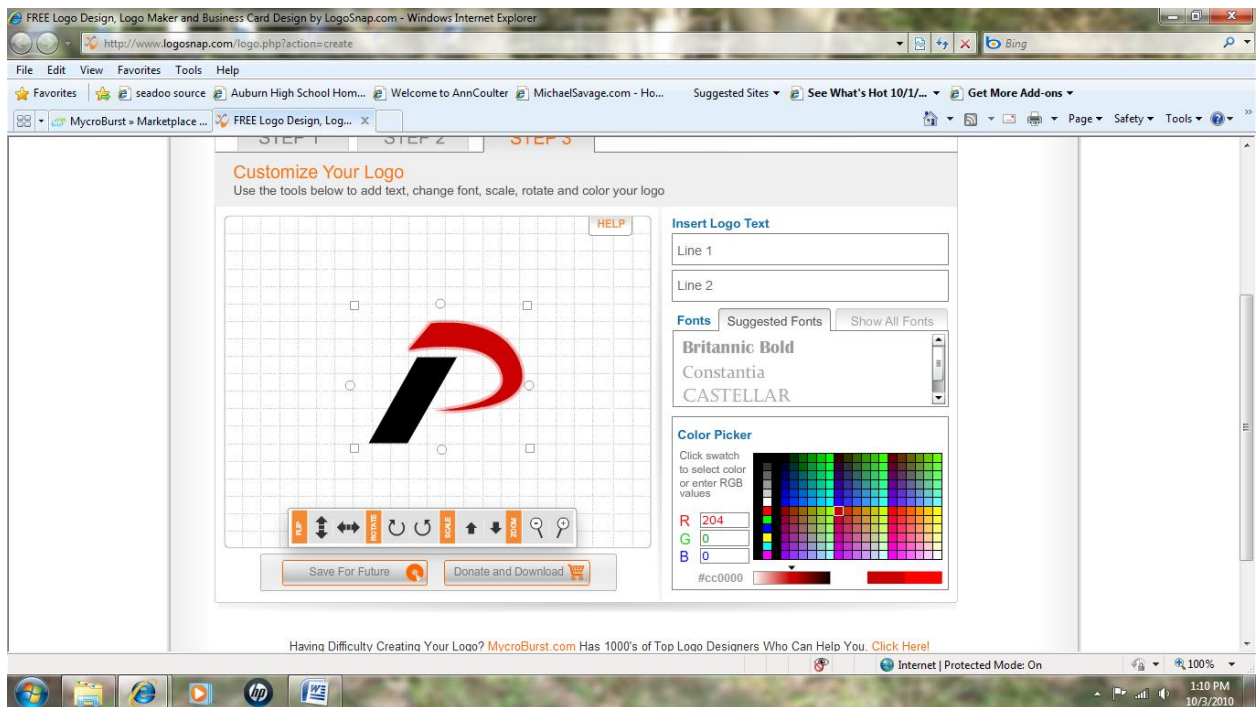 FREE Logo Design, Logo Maker and Business Card Design by LogoSnap.com - Windows Internet Explorer
http://www.logosnap.com/logo.php?action=create
Bing
File Edit View Favorites Tools Help
Favorites seadoo source Auburn High School Hom... Welcome to AnnCoulter MichaelSavage.com - Ho... Suggested Sites See What's Hot 10/1/... Get More Add-ons
MycroBurst » Marketplace ... FREE Logo Design, Log... X Page Safety Tools »
STEP 1 STEP 2 STEP 3
Customize Your Logo
Use the tools below to add text, change font, scale, rotate and color your logo
HELP
P
FLIP ROTATE SCALE ZOOM
Save For Future Donate and Download
Insert Logo Text
Line 1
Line 2
Fonts Suggested Fonts Show All Fonts
Britannic Bold
Constantia
CASTELLAR
Color Picker
Click swatch
to select color
or enter RGB
values
R 204
G 0
B 0
#cc0000
Having Difficulty Creating Your Logo? MycroBurst.com Has 1000's of Top Logo Designers Who Can Help You. Click Here!
Internet | Protected Mode: On 100%
hp W
1:10 PM
10/3/2010